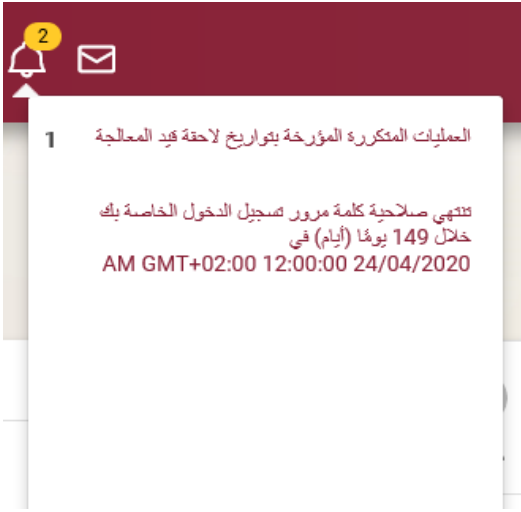 2
العمليات المتكررة المؤرخة بتواريخ لاحقة قيد المعالجة 1
تنتهي صلاحية كلمة مرور تسجيل الدخول الخاصة بك
خلال 149 يومًا (أيام) في
AM GMT+02:00 12:00:00 24/04/2020